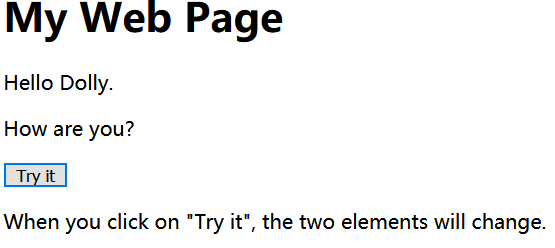 My Web Page
Hello Dolly.
How are you?
Try it
When you click on "Try it", the two elements will change.